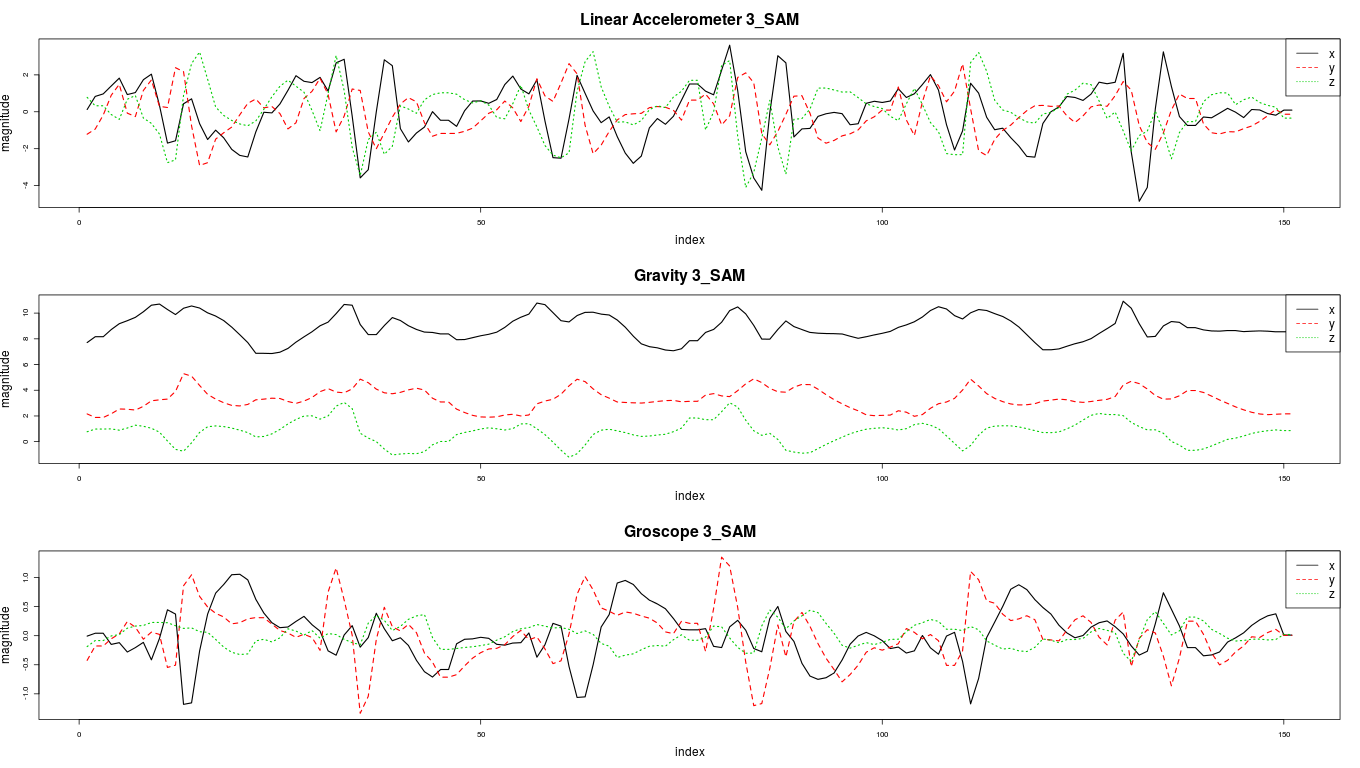 Linear Accelerometer 3_SAM
magnitude
2
0
-2
-4
x
y
z
0 50 100 150
index
Gravity 3_SAM
magnitude
10
8
6
4
2
0
x
y
z
0 50 100 150
index
Groscope 3_SAM
magnitude
1.0
0.5
0.0
-0.5
-1.0
x
y
z
0 50 100 150
index